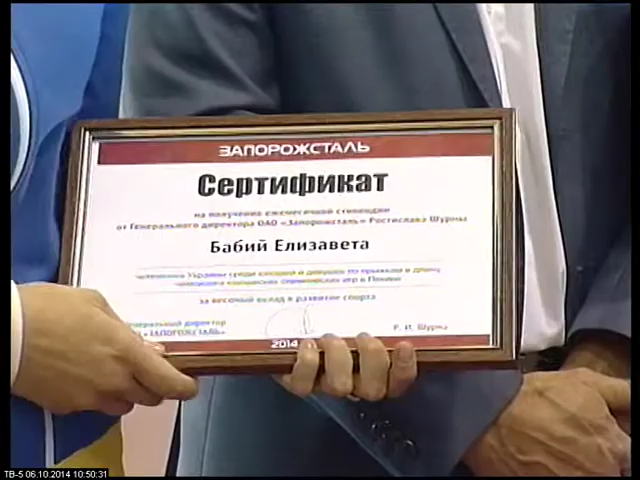 ЗАПОРОЖСТАЛЬ
Сертификат
на получение ежемесячной стипендии
от Генерального директора ОАО «Запорожсталь» Ростислава Шурмы
Бабий Елизавета
Украины среди юношей и девушек по прыжкам в длину
за весомый вклад в развитие спорта
Генеральный директор
«ЗАПОРОЖСТАЛЬ»
Р. И. Шурма
2014
ТВ-5 06.10.2014 10:50:31